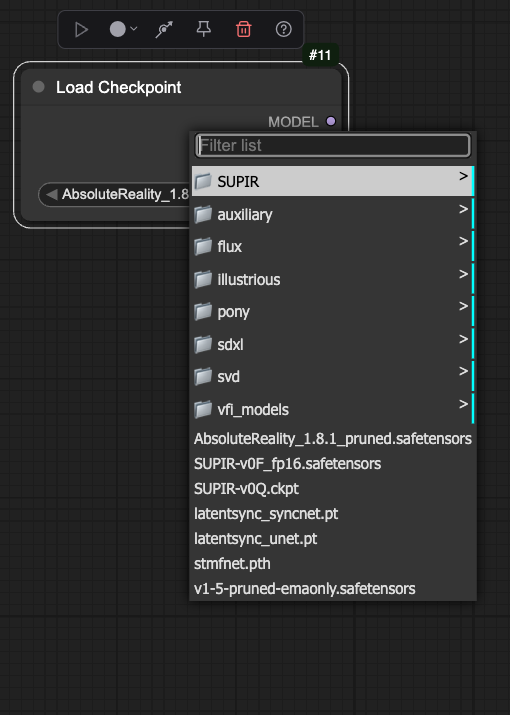 #11
Load Checkpoint
MODEL
Filter list
SUPIR >
auxiliary >
flux >
illustrious >
pony >
sdxl >
svd >
vfi_models >
AbsoluteReality_1.8
AbsoluteReality_1.8.1_pruned.safetensors
SUPIR-v0F_fp16.safetensors
SUPIR-v0Q.ckpt
latentsync_syncnet.pt
latentsync_unet.pt
stmfnet.pth
v1-5-pruned-emaonly.safetensors